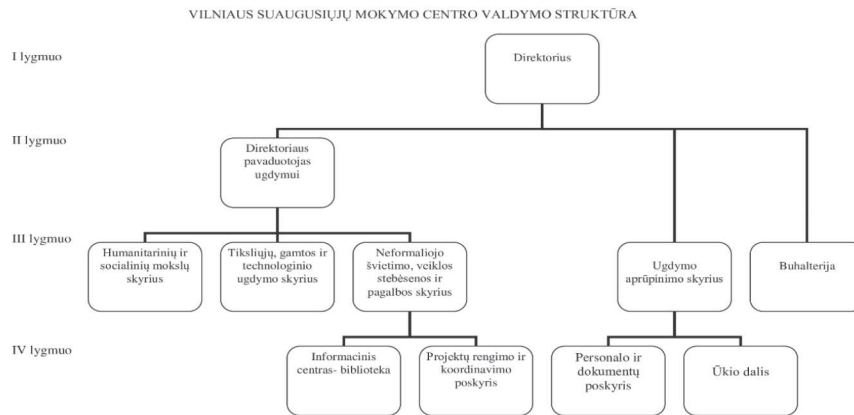 VILNIAUS SUAUGUSIŲJŲ MOKYMO CENTRO VALDYMO STRUKTŪRA
I lygmuo
Direktorius
II lygmuo
Direktoriaus
pavaduotojas
ugdymui
III lygmuo
Humanitarinių ir
socialinių mokslų
skyrius
Tiksliųjų, gamtos ir
technologinio
ugdymo skyrius
Neformaliojo
švietimo, veiklos
stebėsenos ir
pagalbos skyrius
Ugdymo
aprūpinimo skyrius
Buhalterija
IV lygmuo
Informacinis
centras- biblioteka
Projektų rengimo ir
koordinavimo
poskyris
Personalo ir
dokumentų
poskyris
Ūkio dalis